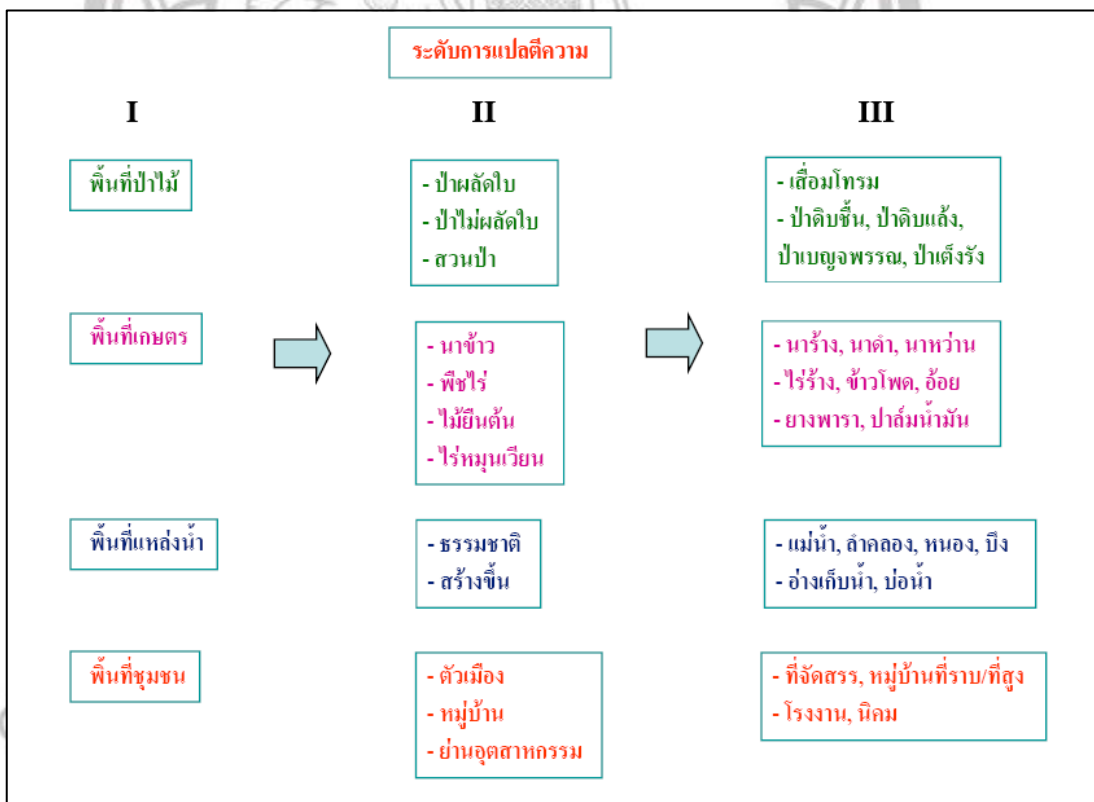 ระดับการแปลตีความ
I II III
พื้นที่ป่าไม้
- ป่าผลัดใบ
- ป่าไม่ผลัดใบ
- สวนป่า
- เสื่อมโทรม
- ป่าดิบชื้น, ป่าดิบแล้ง,
ป่าเบญจพรรณ, ป่าเต็งรัง
พื้นที่เกษตร
- นาข้าว
- พืชไร่
- ไม้ยืนต้น
- ไร่หมุนเวียน
- นาร้าง, นาดำ, นาหว่าน
- ไร่ร้าง, ข้าวโพด, อ้อย
- ยางพารา, ปาล์มน้ำมัน
พื้นที่แหล่งน้ำ
- ธรรมชาติ
- สร้างขึ้น
- แม่น้ำ, ลำคลอง, หนอง, บึง
- อ่างเก็บน้ำ, บ่อน้ำ
พื้นที่ชุมชน
- ตัวเมือง
- หมู่บ้าน
- ย่านอุตสาหกรรม
- ที่จัดสรร, หมู่บ้านที่ราบ/ที่สูง
- โรงงาน, นิคม